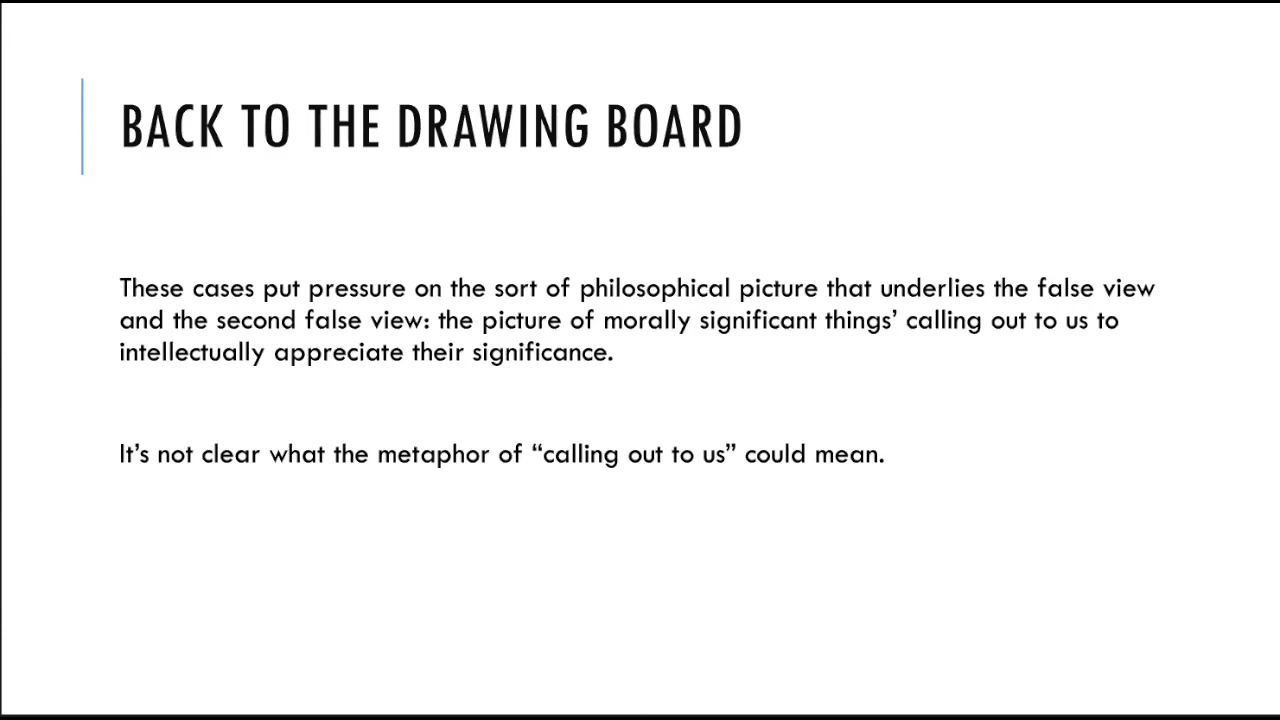 BACK TO THE DRAWING BOARD
These cases put pressure on the sort of philosophical picture that underlies the false view
and the second false view: the picture of morally significant things’ calling out to us to
intellectually appreciate their significance.
It’s not clear what the metaphor of “calling out to us” could mean.